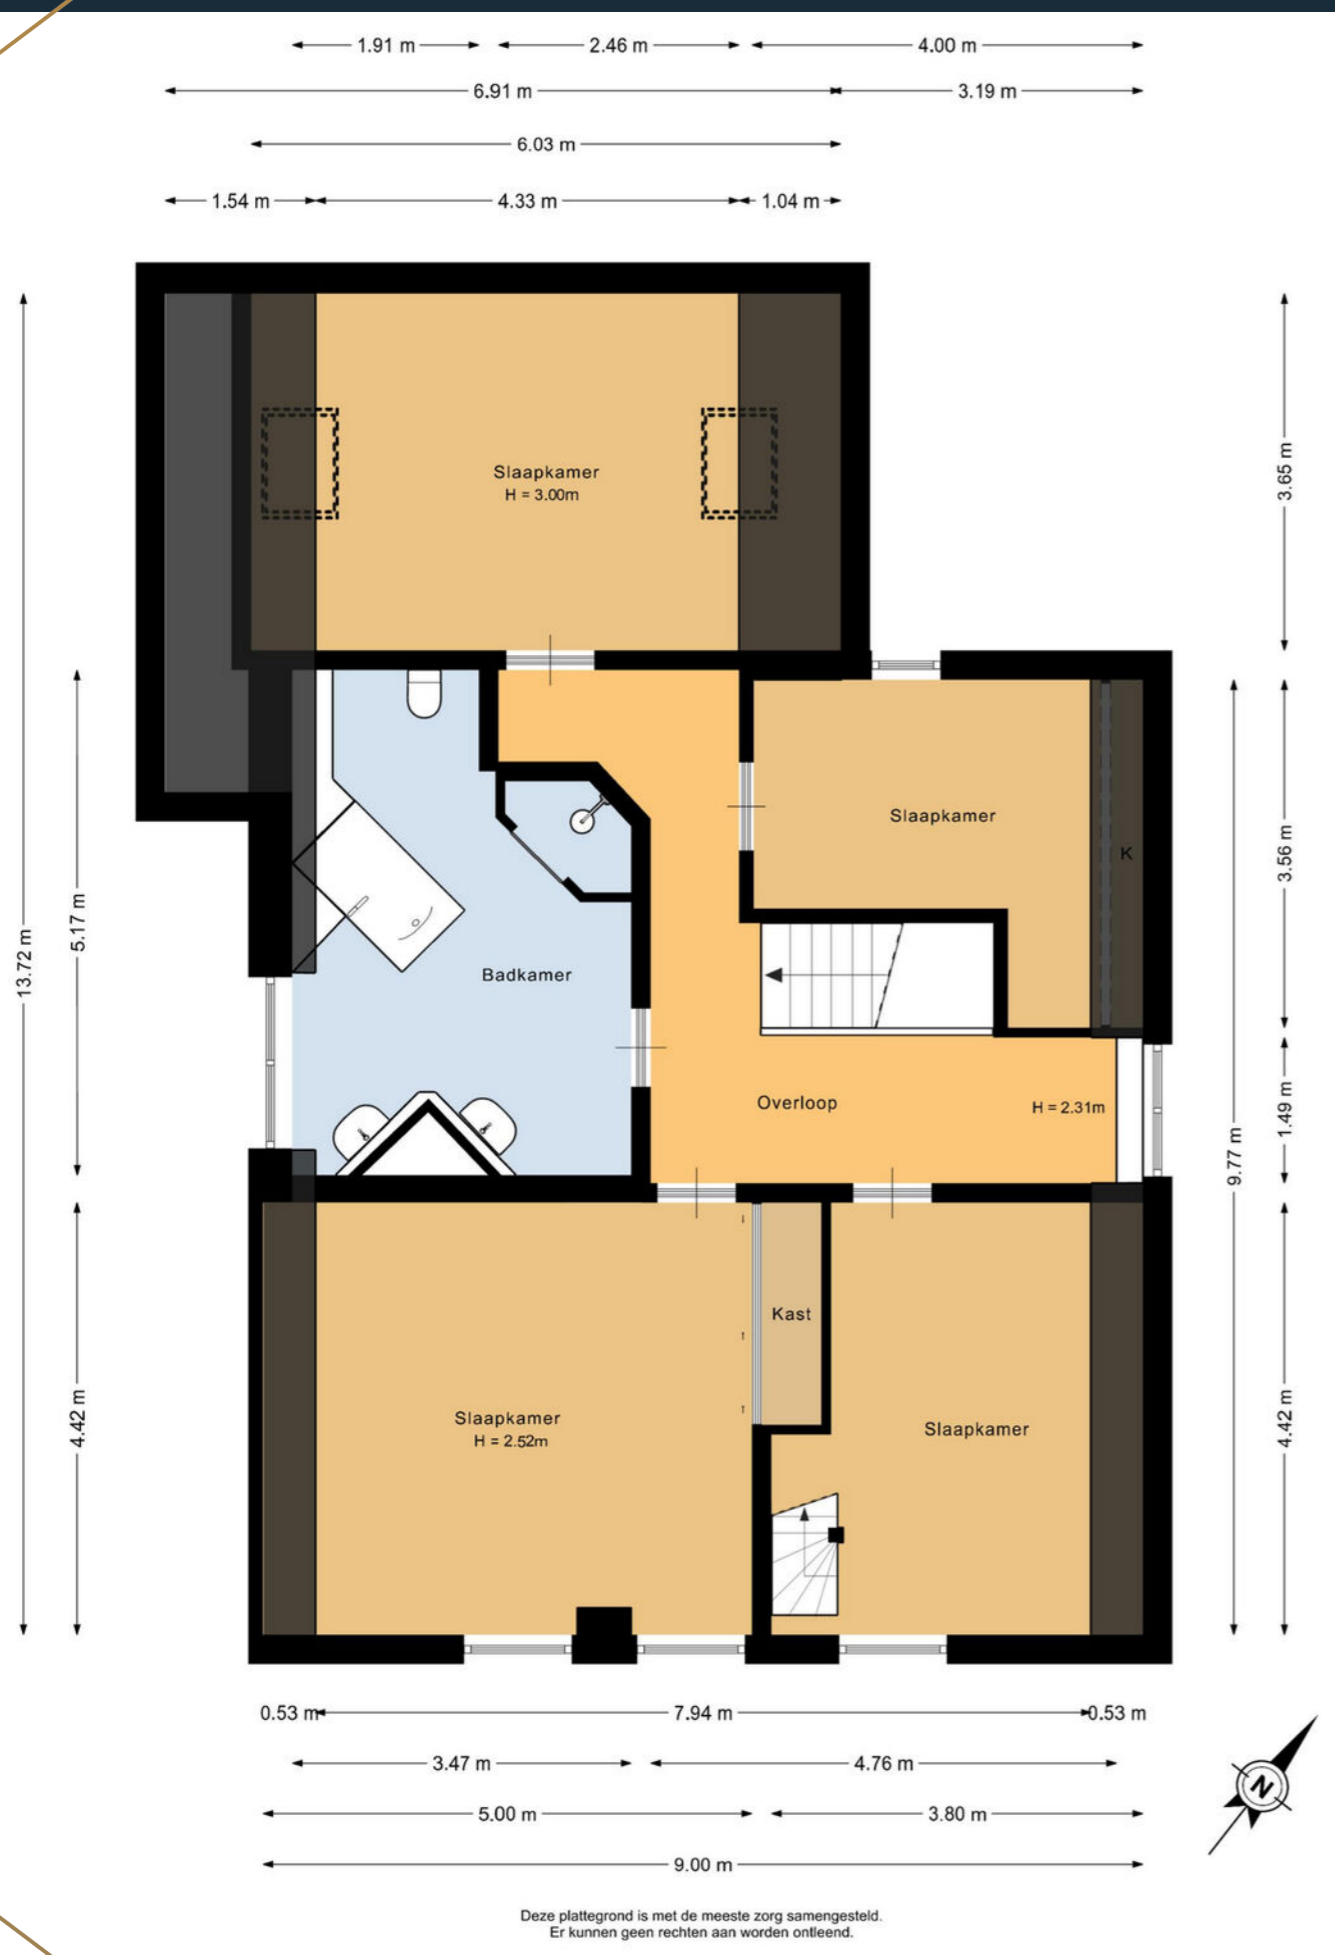 1.91 m
2.46 m
4.00 m
6.91 m
3.19 m
6.03 m
1.54 m
4.33 m
1.04 m
Slaapkamer
H = 3.00m
3.65 m
Slaapkamer
K
3.56 m
5.17 m
13.72 m
Badkamer
Overloop
H = 2.31m
1.49 m
9.77 m
Kast
Slaapkamer
H = 2.52m
Slaapkamer
4.42 m
4.42 m
0.53 m
7.94 m
0.53 m
3.47 m
4.76 m
5.00 m
3.80 m
9.00 m
N
Deze plattegrond is met de meeste zorg samengesteld.
Er kunnen geen rechten aan worden ontleend.